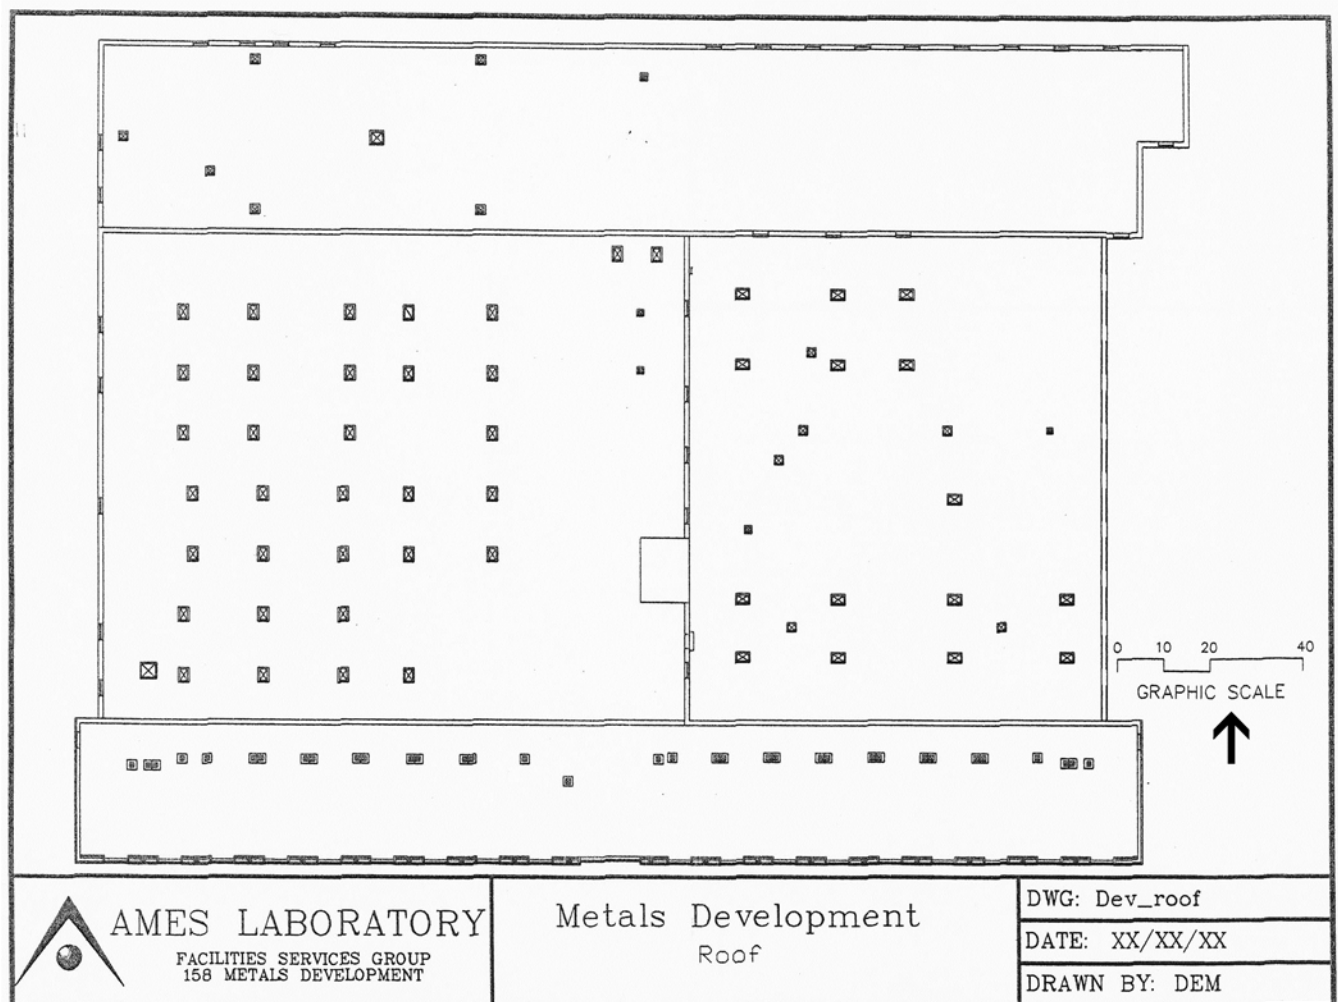 0 10 20 40
GRAPHIC SCALE
AMES LABORATORY
FACILITIES SERVICES GROUP
158 METALS DEVELOPMENT
Metals Development
Roof
DWG: Dev_roof
DATE: XX/XX/XX
DRAWN BY: DEM